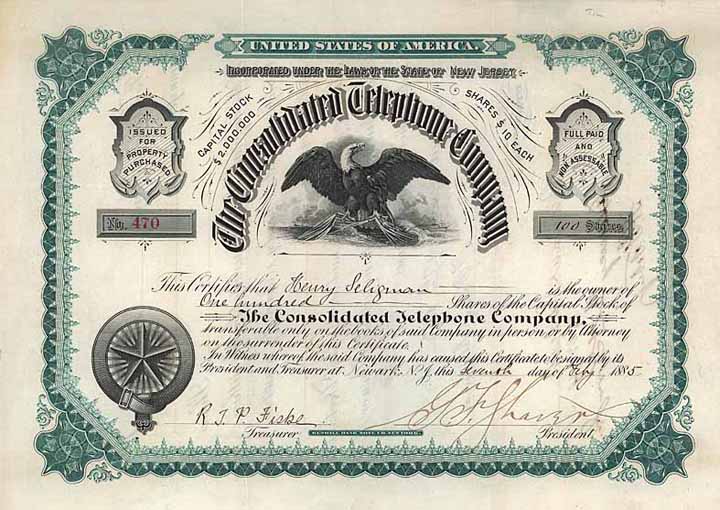 UNITED STATES OF AMERICA.
INCORPORATED UNDER THE LAWS OF THE STATE OF NEW JERSEY
CAPITAL STOCK
$2,000,000
SHARES $10 EACH
The Consolidated Telephone Company
ISSUED
FOR
PROPERTY
PURCHASED
FULL PAID
AND
NON ASSESSABLE
No. 470
100 Shares
This Certifies that Henry Seligman is the owner of
One hundred Shares of the Capital Stock of
The Consolidated Telephone Company,
transferable only on the books of said Company in person or by Attorney
on the surrender of this Certificate.
In Witness whereof the said Company has caused this Certificate to be signed by its
President and Treasurer at Newark, N.J. this Seventh day of Feby 1885
R.T.P. Fiske
Treasurer
President